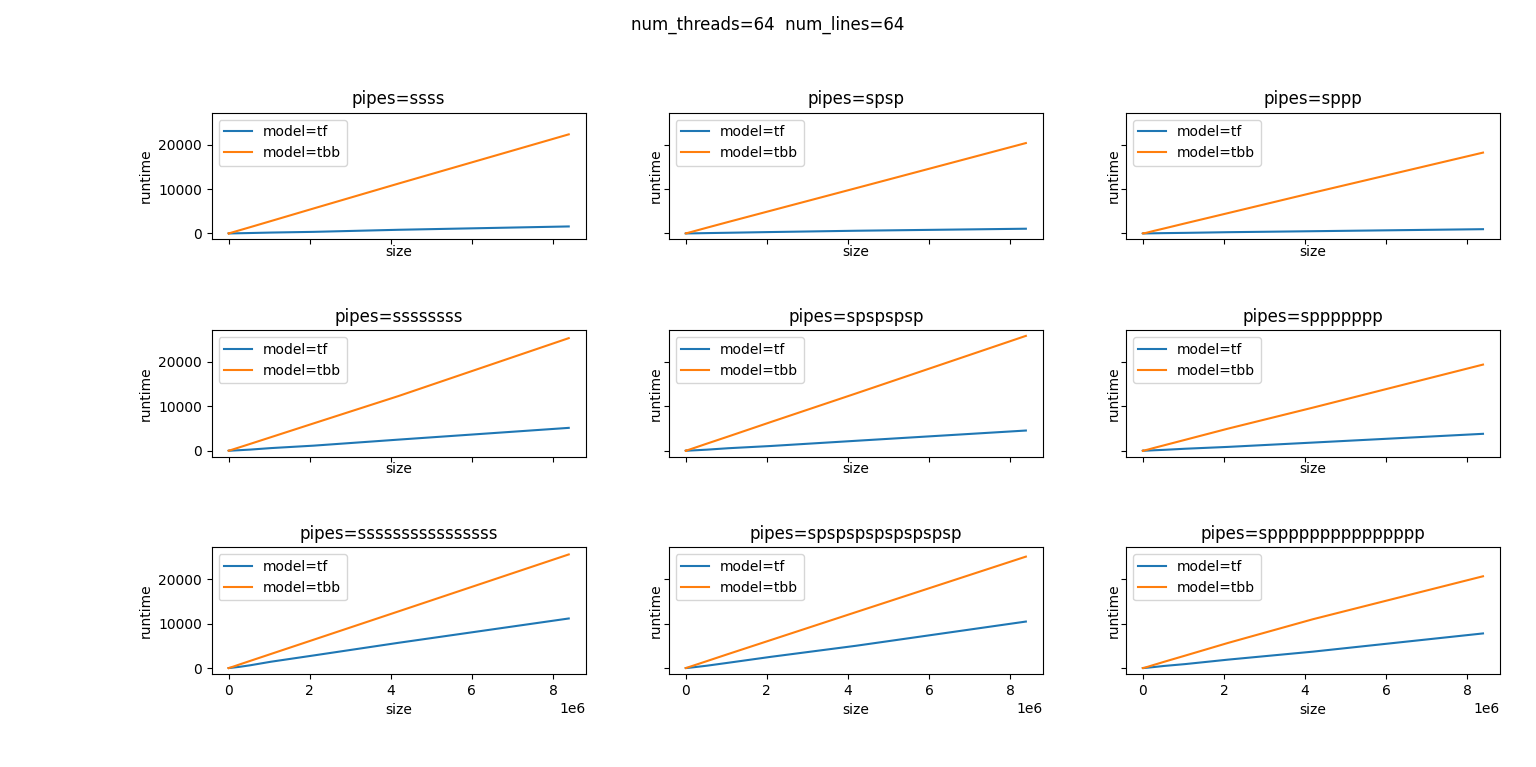 num_threads=64  num_lines=64
pipes=ssss
model=tf
model=tbb
runtime
20000
10000
0
size
pipes=spsp
model=tf
model=tbb
runtime
size
pipes=sppp
model=tf
model=tbb
runtime
size
pipes=ssssssss
model=tf
model=tbb
runtime
20000
10000
0
size
pipes=spspspsp
model=tf
model=tbb
runtime
size
pipes=sppppppp
model=tf
model=tbb
runtime
size
pipes=ssssssssssssssss
model=tf
model=tbb
runtime
20000
10000
0
0 2 4 6 8
size
1e6
pipes=spspspspspspspsp
model=tf
model=tbb
runtime
0 2 4 6 8
size
1e6
pipes=sppppppppppppppp
model=tf
model=tbb
runtime
0 2 4 6 8
size
1e6